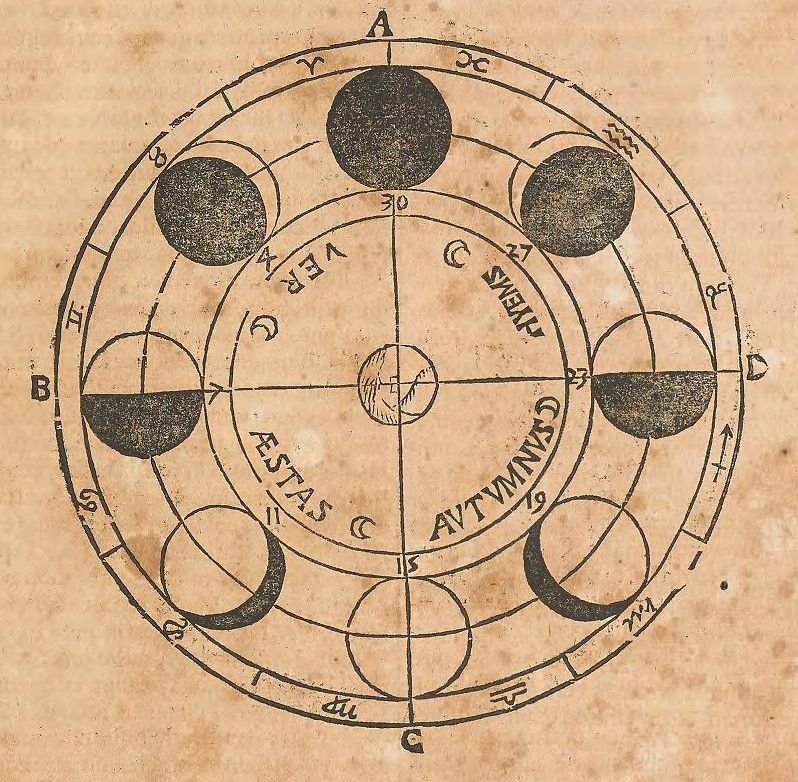 A
♈ ♓
♉ ♒
30
27
VER
HYEMS
☾ ☾
♊ ♑
B
23
D
ÆSTAS
AVTVMNVS
☾ ☾
♋ ♐
11
19
15
♌ ♏
♍ ♎
C